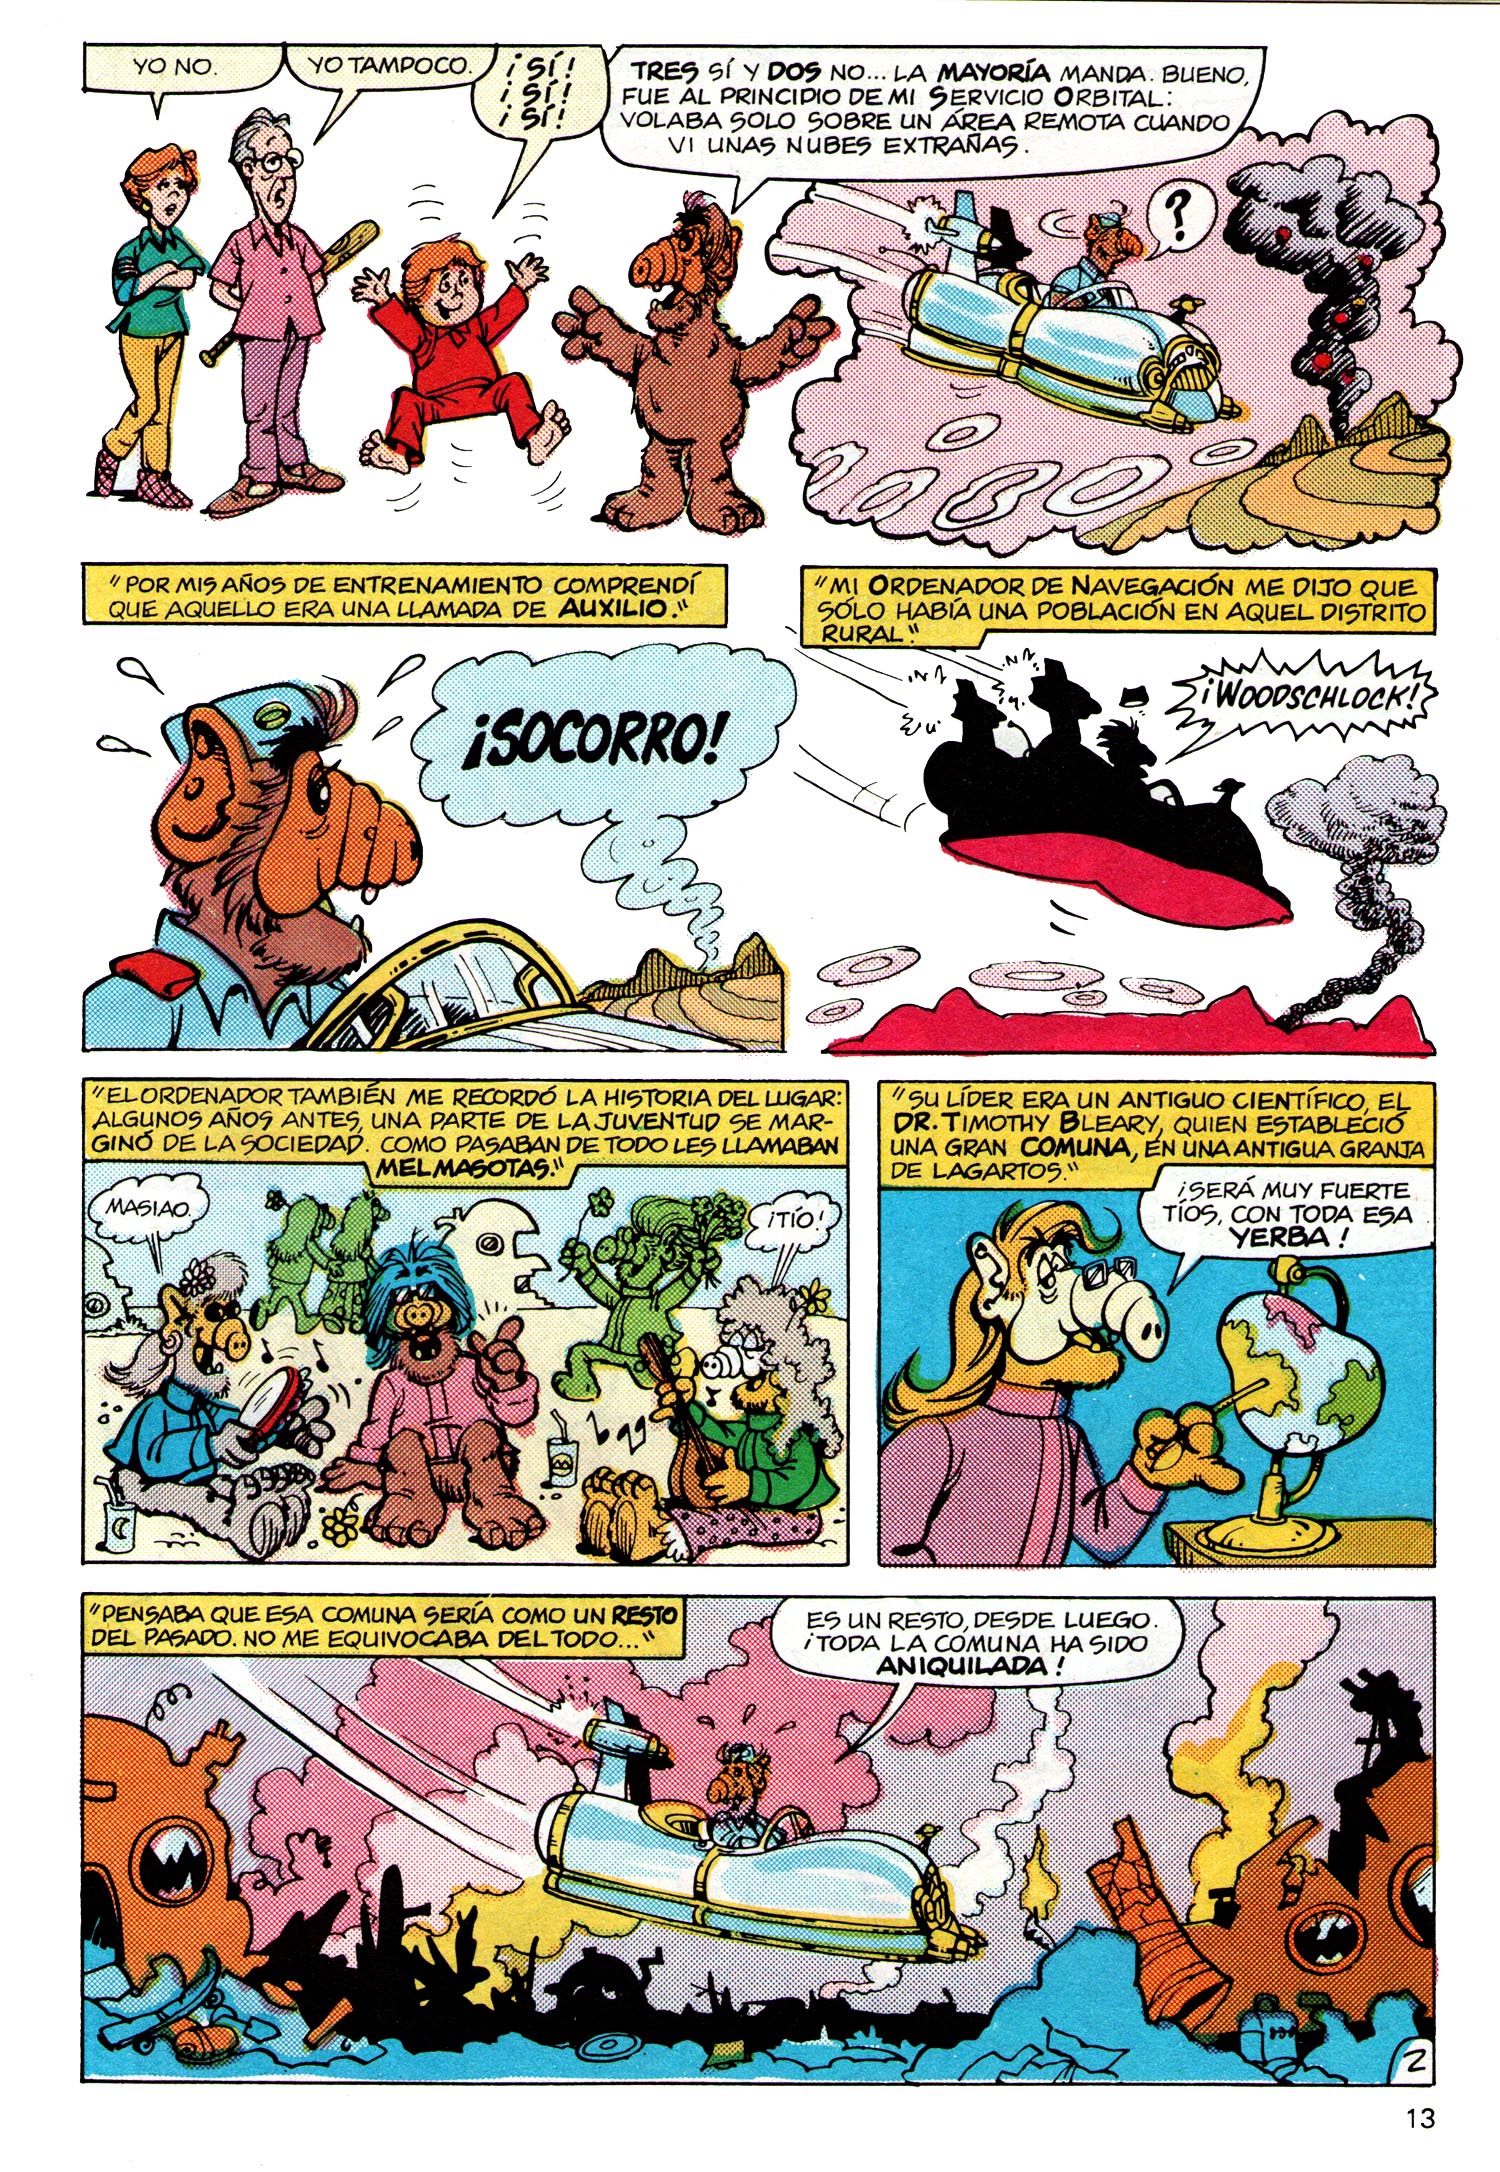 YO NO.
YO TAMPOCO.
¡SÍ!
¡SÍ!
¡SÍ!
TRES SÍ Y DOS NO... LA MAYORÍA MANDA. BUENO,
FUE AL PRINCIPIO DE MI SERVICIO ORBITAL:
VOLABA SOLO SOBRE UN ÁREA REMOTA CUANDO
VI UNAS NUBES EXTRAÑAS.
?
"POR MIS AÑOS DE ENTRENAMIENTO COMPRENDÍ
QUE AQUELLO ERA UNA LLAMADA DE AUXILIO."
¡SOCORRO!
"MI ORDENADOR DE NAVEGACIÓN ME DIJO QUE
SÓLO HABÍA UNA POBLACIÓN EN AQUEL DISTRITO
RURAL."
¡WOODSCHLOCK!
"EL ORDENADOR TAMBIÉN ME RECORDÓ LA HISTORIA DEL LUGAR:
ALGUNOS AÑOS ANTES, UNA PARTE DE LA JUVENTUD SE MAR-
GINÓ DE LA SOCIEDAD. COMO PASABAN DE TODO LES LLAMABAN
MELMASOTAS."
MASIAO.
¡TÍO!
"SU LÍDER ERA UN ANTIGUO CIENTÍFICO, EL
DR. TIMOTHY BLEARY, QUIEN ESTABLECIÓ
UNA GRAN COMUNA, EN UNA ANTIGUA GRANJA
DE LAGARTOS."
¡SERÁ MUY FUERTE
TÍOS, CON TODA ESA
YERBA!
"PENSABA QUE ESA COMUNA SERÍA COMO UN RESTO
DEL PASADO. NO ME EQUIVOCABA DEL TODO..."
ES UN RESTO, DESDE LUEGO.
¡TODA LA COMUNA HA SIDO
ANIQUILADA!
2
13